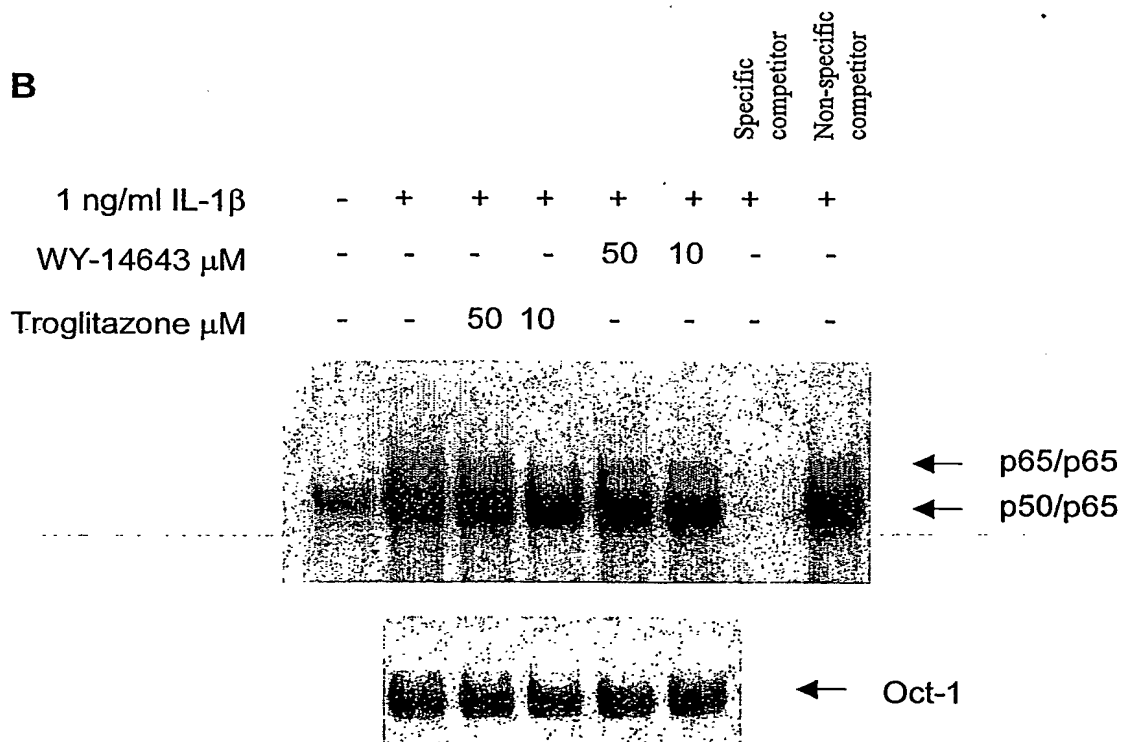 B
Specific
competitor
Non-specific
competitor
1 ng/ml IL-1β - + + + + + + +
WY-14643 μM - - - - 50 10 - -
Troglitazone μM - - 50 10 - - - -
p65/p65
p50/p65
Oct-1